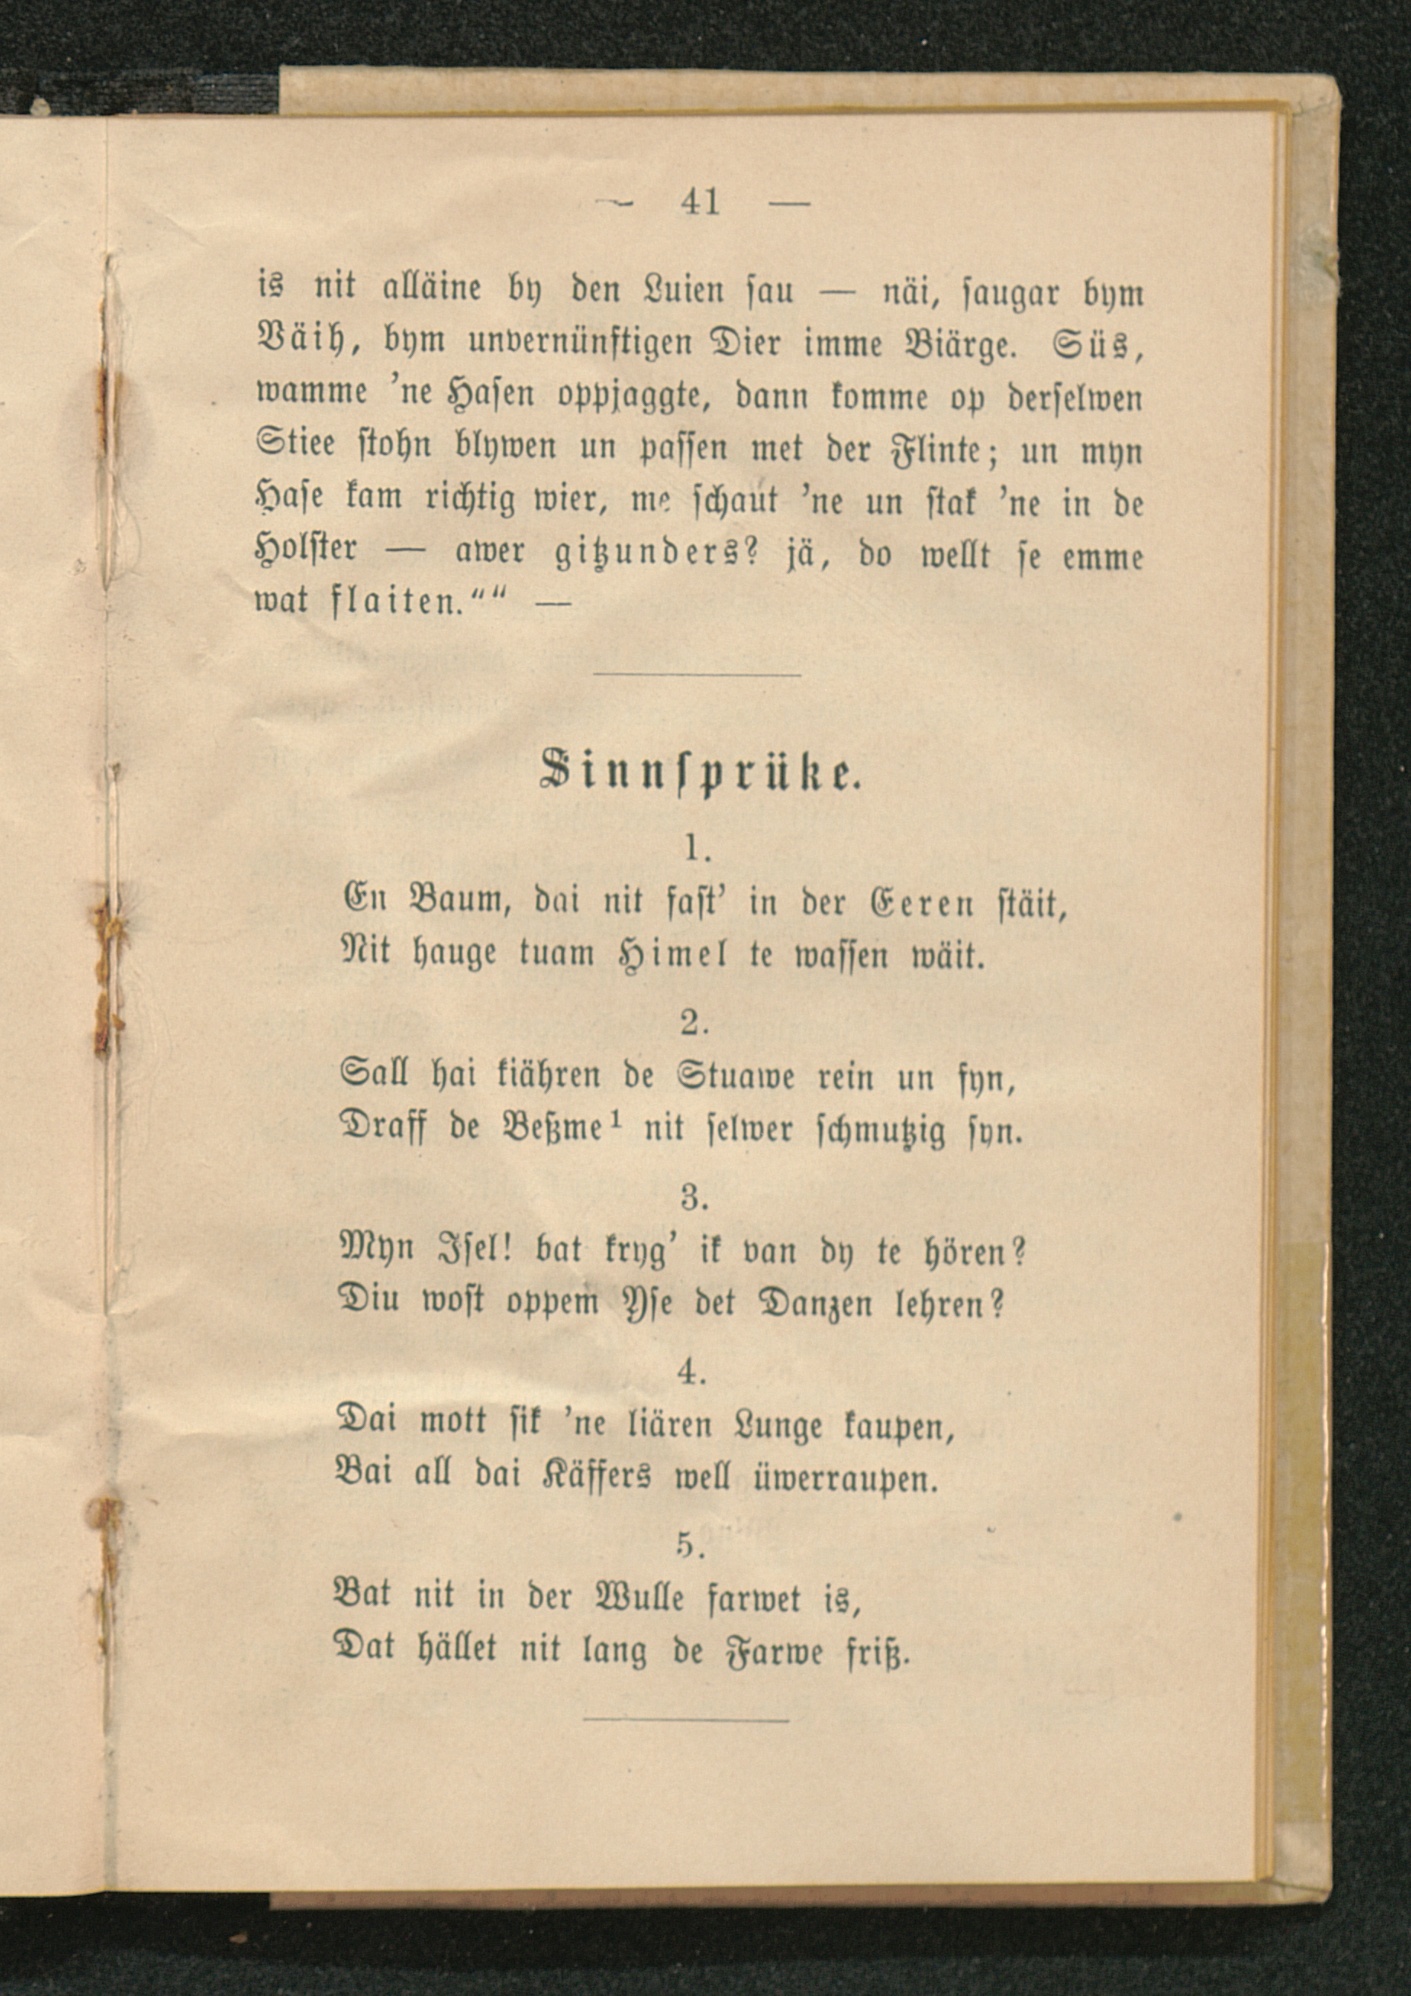 — 41 —
is nit alläine by den Luien sau — näi, saugar bym
Väih, bym unvernünftigen Dier imme Biärge. Süs,
wamme 'ne Hasen oppjaggte, dann komme op derselwen
Stiee stohn blywen un passen met der Flinte; un myn
Hase kam richtig wier, me schaut 'ne un stak 'ne in de
Holster — awer gitzunders? jä, do wellt se emme
wat flaiten."" —
Sinnsprüke.
1.
En Baum, dai nit fast' in der Eeren stäit,
Nit hauge tuam Himel te wassen wäit.
2.
Sall hai kiähren de Stuawe rein un fyn,
Draff de Beßme¹ nit selwer schmutzig syn.
3.
Myn Isel! bat kryg' ik van dy te hören?
Diu wost oppem Yse det Danzen lehren?
4.
Dai mott sik 'ne liären Lunge kaupen,
Bai all dai Käffers well üwerraupen.
5.
Bat nit in der Wulle farwet is,
Dat hället nit lang de Farwe friß.